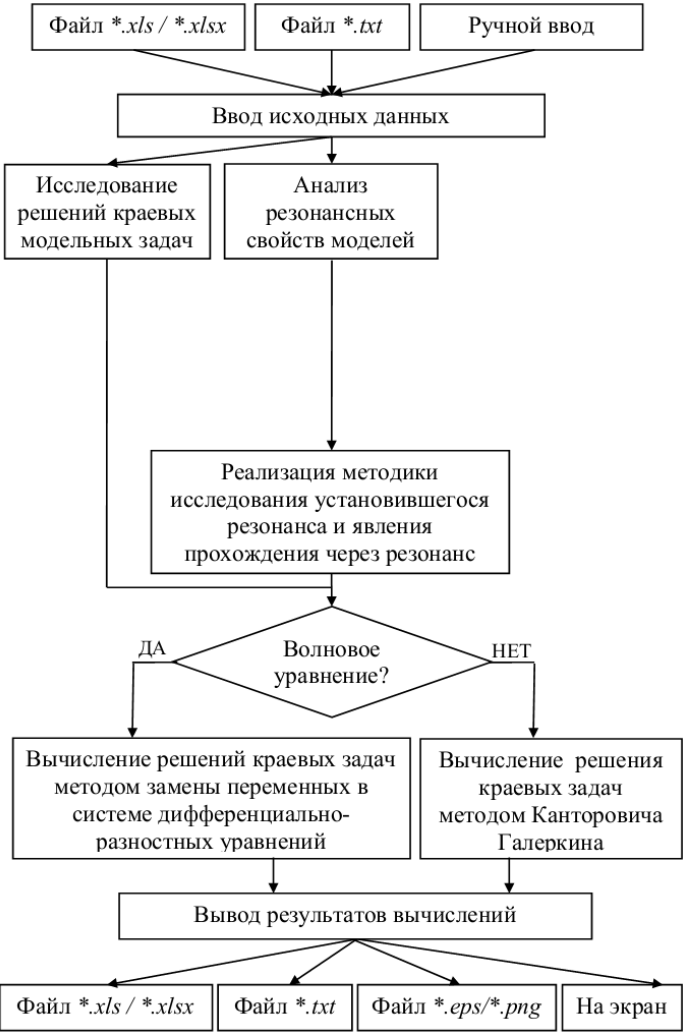 Файл *.xls / *.xlsx
Файл *.txt
Ручной ввод
Ввод исходных данных
Исследование
решений краевых
модельных задач
Анализ
резонансных
свойств моделей
Реализация методики
исследования установившегося
резонанса и явления
прохождения через резонанс
Волновое
уравнение?
ДА
НЕТ
Вычисление решений краевых задач
методом замены переменных в
системе дифференциально-
разностных уравнений
Вычисление решения
краевых задач
методом Канторовича
Галеркина
Вывод результатов вычислений
Файл *.xls / *.xlsx
Файл *.txt
Файл *.eps/*.png
На экран